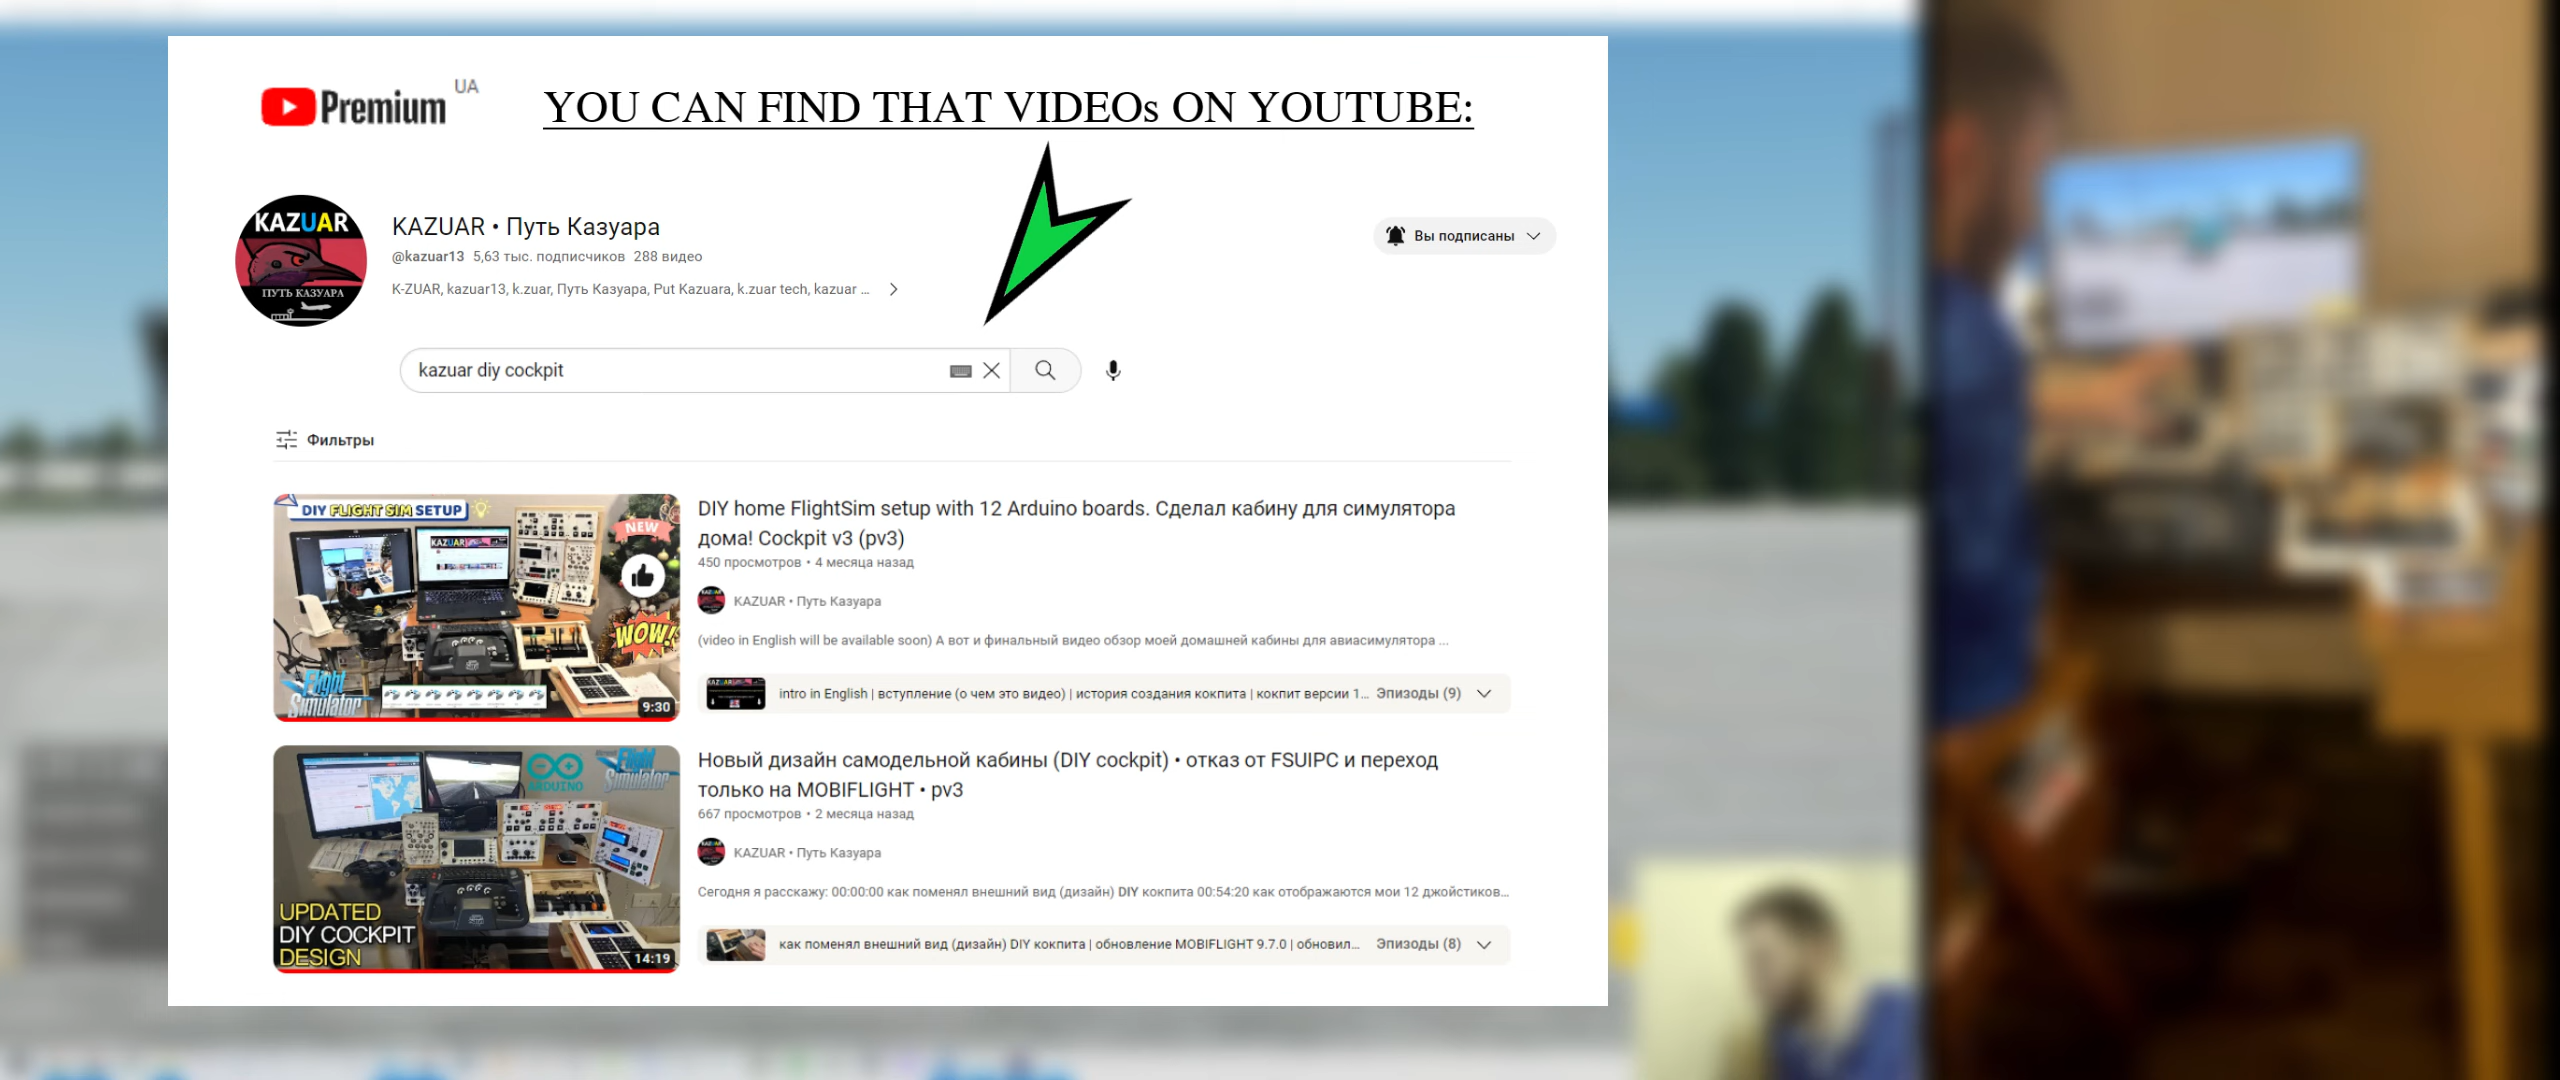 Premium UA
YOU CAN FIND THAT VIDEOs ON YOUTUBE:
KAZUAR
ПУТЬ КАЗУАРА
KAZUAR • Путь Казуара
@kazuar13 5,63 тыс. подписчиков 288 видео
K-ZUAR, kazuar13, k.zuar, Путь Казуара, Put Kazuara, k.zuar tech, kazuar ...
Вы подписаны
kazuar diy cockpit
Фильтры
DIY FLIGHT SIM SETUP
NEW
KAZUAR
WOW!
Flight Simulator
9:30
DIY home FlightSim setup with 12 Arduino boards. Сделал кабину для симулятора
дома! Cockpit v3 (pv3)
450 просмотров • 4 месяца назад
KAZUAR • Путь Казуара
(video in English will be available soon) А вот и финальный видео обзор моей домашней кабины для авиасимулятора ...
intro in English | вступление (о чем это видео) | история создания кокпита | кокпит версии 1... Эпизоды (9)
ARDUINO
Flight Simulator
UPDATED
DIY COCKPIT
DESIGN
14:19
Новый дизайн самодельной кабины (DIY cockpit) • отказ от FSUIPC и переход
только на MOBIFLIGHT • pv3
667 просмотров • 2 месяца назад
KAZUAR • Путь Казуара
Сегодня я расскажу: 00:00:00 как поменял внешний вид (дизайн) DIY кокпита 00:54:20 как отображаются мои 12 джойстиков...
как поменял внешний вид (дизайн) DIY кокпита | обновление MOBIFLIGHT 9.7.0 | обновил... Эпизоды (8)